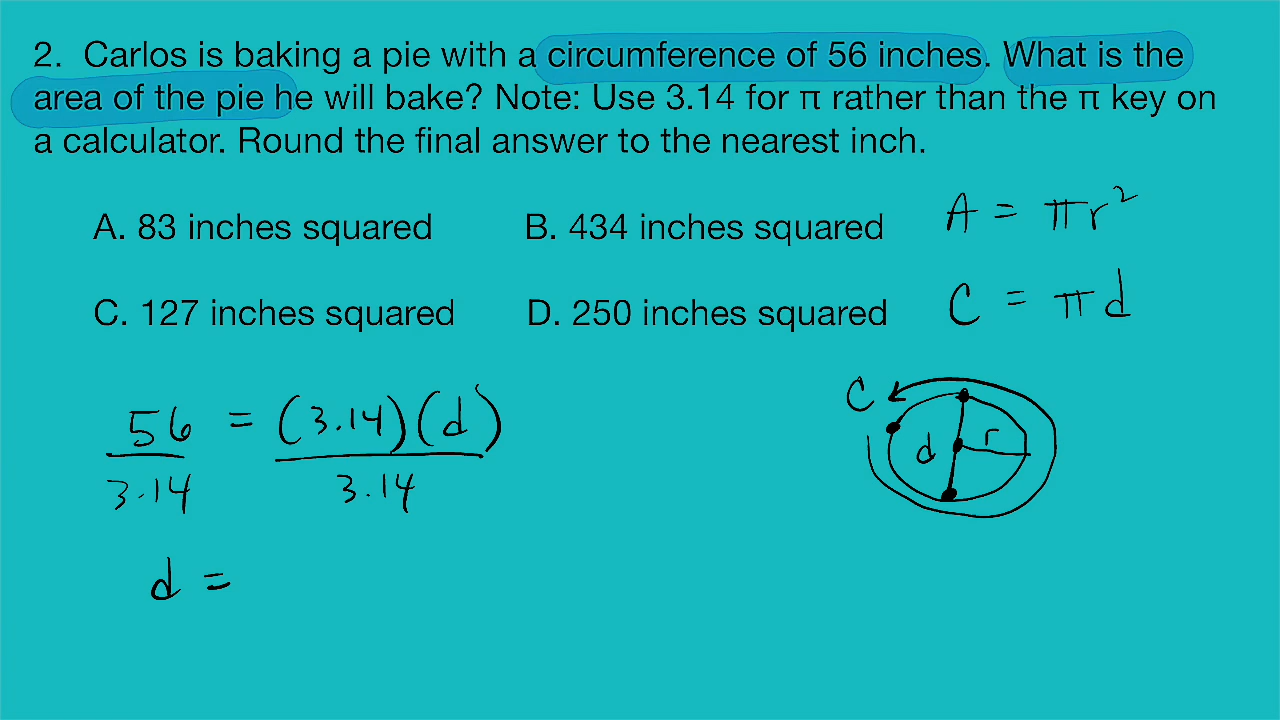 2. Carlos is baking a pie with a circumference of 56 inches. What is the
area of the pie he will bake? Note: Use 3.14 for π rather than the π key on
a calculator. Round the final answer to the nearest inch.
A. 83 inches squared B. 434 inches squared
C. 127 inches squared D. 250 inches squared
A = πr²
C = πd
56 = (3.14)(d)
3.14 3.14
d =
C
d r